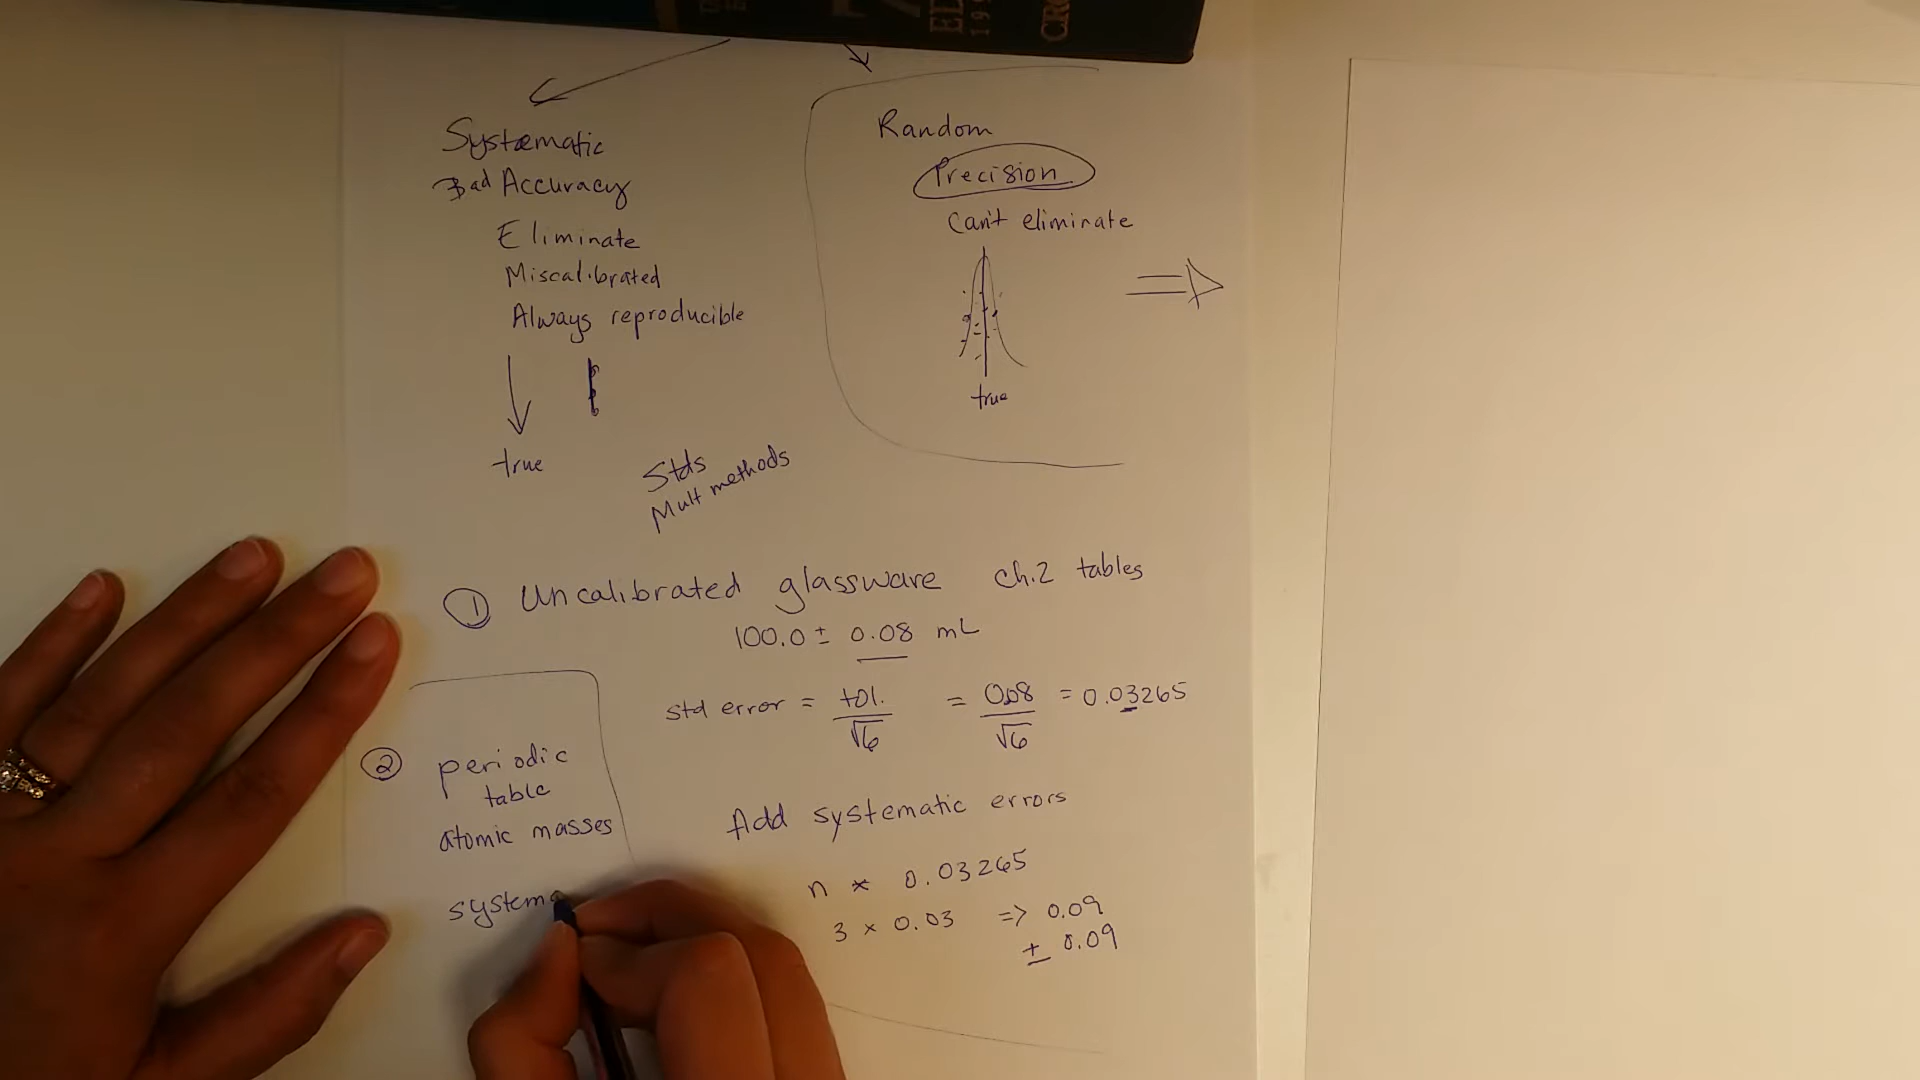 Systematic
Bad Accuracy
Eliminate
Miscalibrated
Always reproducible
true
Stds
Mult methods
Random
Precision
Can't eliminate
true
① Uncalibrated glassware ch.2 tables
100.0 ± 0.08 mL
std error = tol. / √6 = 0.08 / √6 = 0.03265
② periodic
table
atomic masses
system
Add systematic errors
n * 0.03265
3 × 0.03 => 0.09
± 0.09